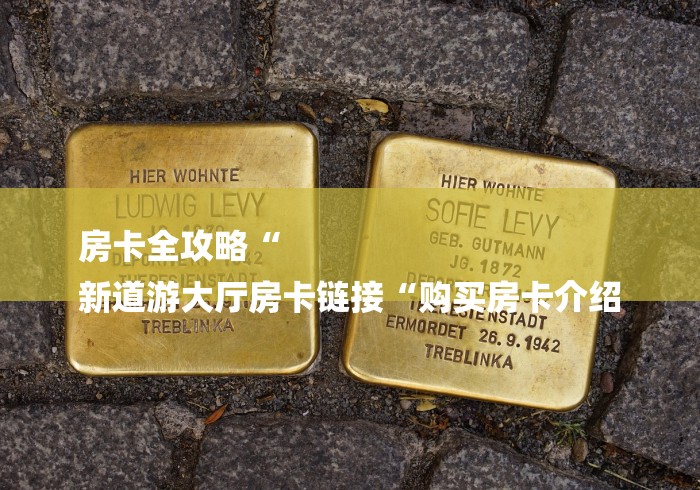 HIER WOHNTE
LUDWIG LEVY
THERESIENSTADT
TREBLINKA
HIER WOHNTE
SOFIE LEVY
GEB. GUTMANN
JG. 1872
THERESIENSTADT
ERMORDET 26.9.1942
TREBLINKA
房卡全攻略“
新道游大厅房卡链接“购买房卡介绍